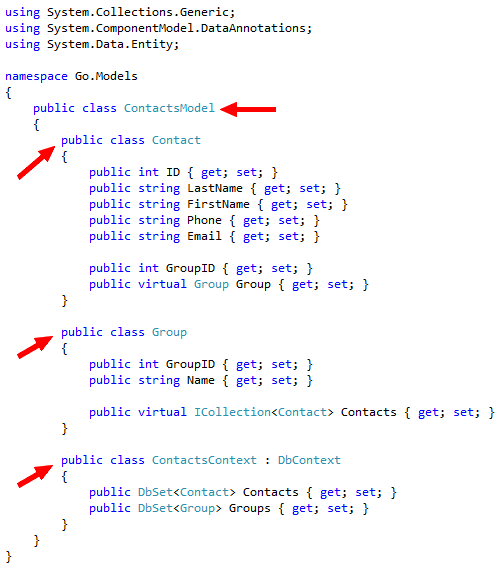 using System.Collections.Generic;
using System.ComponentModel.DataAnnotations;
using System.Data.Entity;

namespace Go.Models
{
    public class ContactsModel
    {
        public class Contact
        {
            public int ID { get; set; }
            public string LastName { get; set; }
            public string FirstName { get; set; }
            public string Phone { get; set; }
            public string Email { get; set; }

            public int GroupID { get; set; }
            public virtual Group Group { get; set; }
        }

        public class Group
        {
            public int GroupID { get; set; }
            public string Name { get; set; }

            public virtual ICollection<Contact> Contacts { get; set; }
        }

        public class ContactsContext : DbContext
        {
            public DbSet<Contact> Contacts { get; set; }
            public DbSet<Group> Groups { get; set; }
        }
    }
}